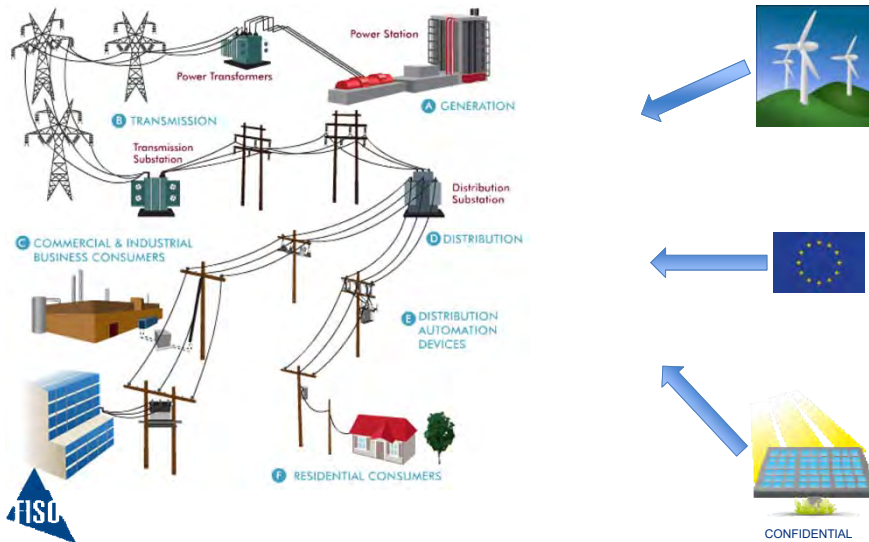 Power Station
Power Transformers
A GENERATION
B TRANSMISSION
Transmission
Substation
Distribution
Substation
C COMMERCIAL & INDUSTRIAL
BUSINESS CONSUMERS
D DISTRIBUTION
E DISTRIBUTION
AUTOMATION
DEVICES
F RESIDENTIAL CONSUMERS
FISO
CONFIDENTIAL